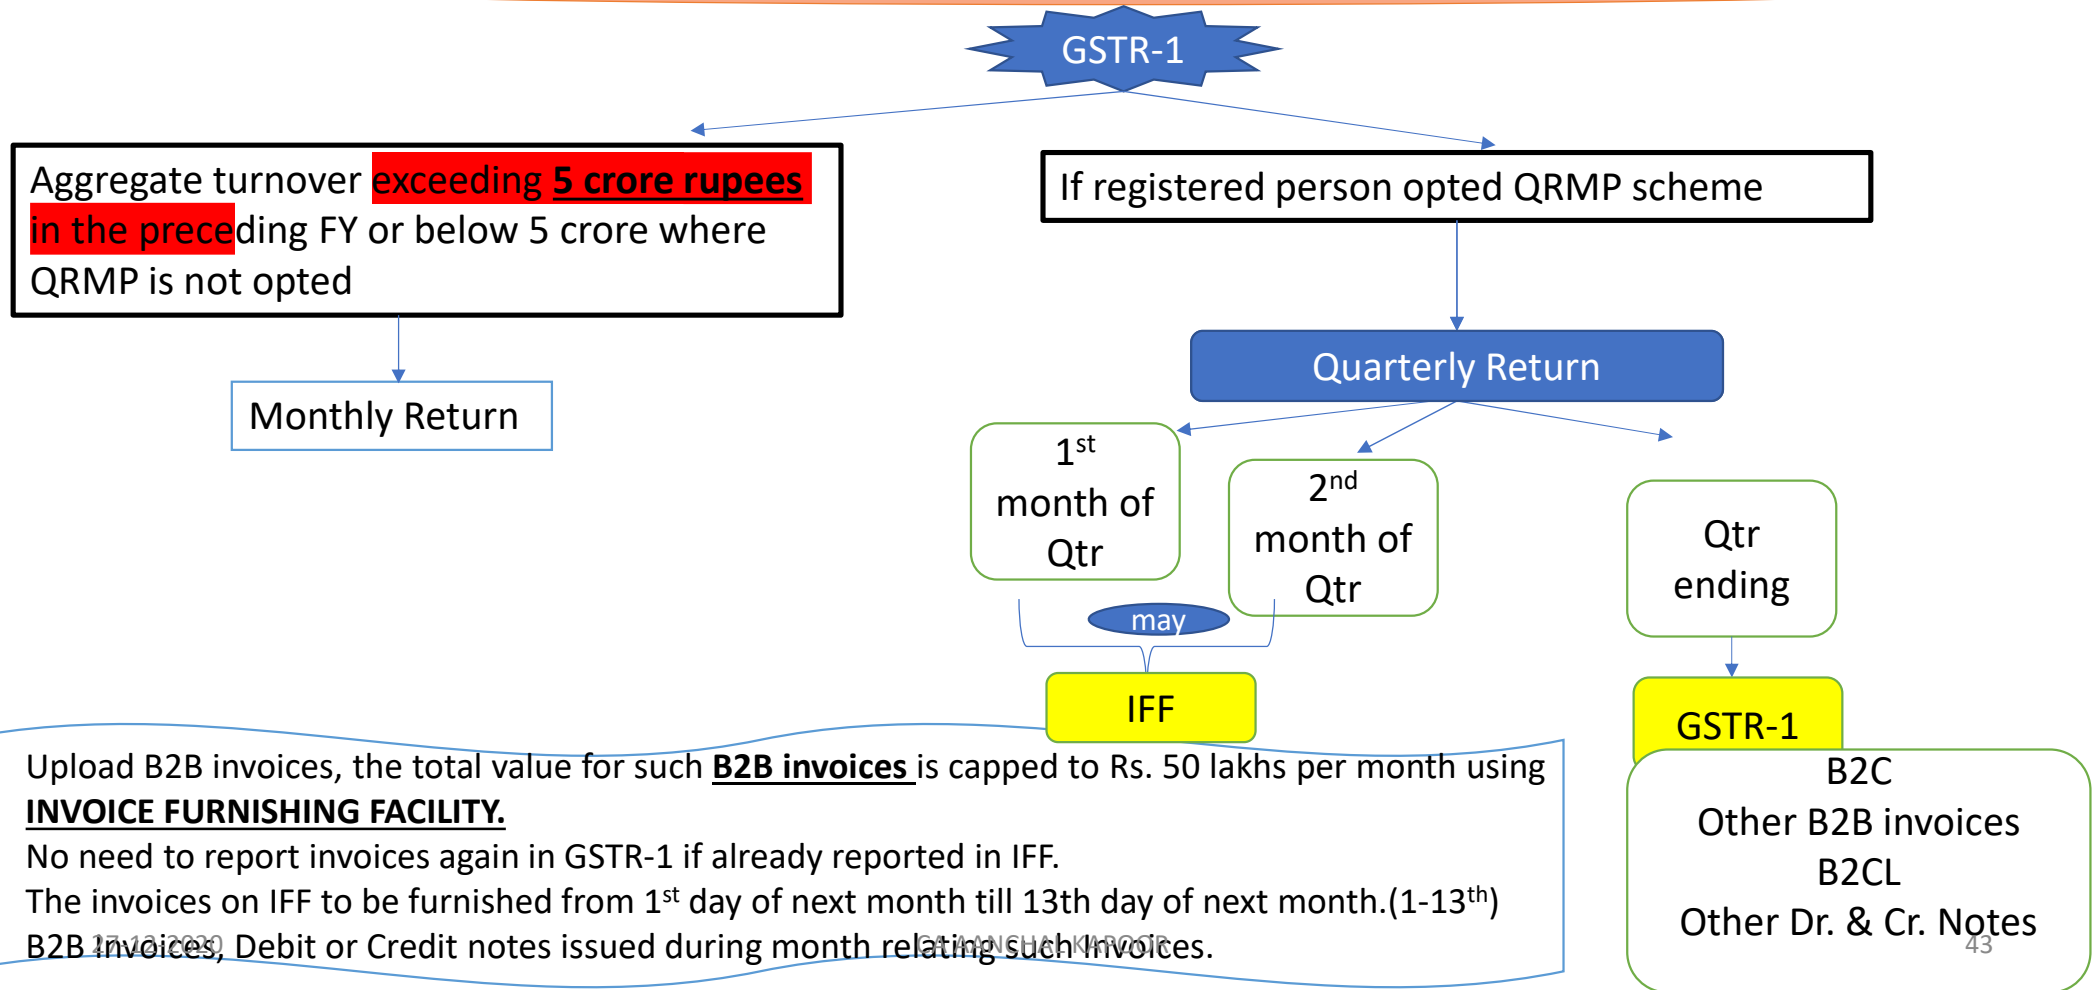 GSTR-1
Aggregate turnover exceeding 5 crore rupees
in the preceding FY or below 5 crore where
QRMP is not opted
If registered person opted QRMP scheme
Monthly Return
Quarterly Return
1st
month of
Qtr
2nd
month of
Qtr
Qtr
ending
may
IFF
GSTR-1
Upload B2B invoices, the total value for such B2B invoices is capped to Rs. 50 lakhs per month using
INVOICE FURNISHING FACILITY.
No need to report invoices again in GSTR-1 if already reported in IFF.
The invoices on IFF to be furnished from 1st day of next month till 13th day of next month.(1-13th)
B2B Invoices, Debit or Credit notes issued during month relating such Invoices.
B2C
Other B2B invoices
B2CL
Other Dr. & Cr. Notes
27-12-2020
CA AANCHAL KAPOOR
43